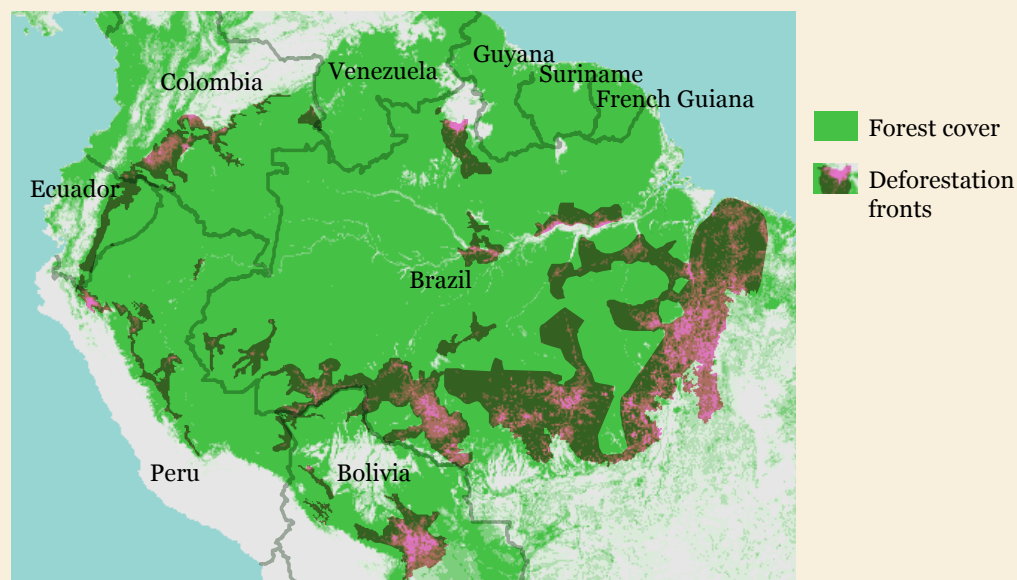 Guyana
Colombia
Venezuela
Suriname
French Guiana
Forest cover
Ecuador
Deforestation
fronts
Brazil
Peru
Bolivia